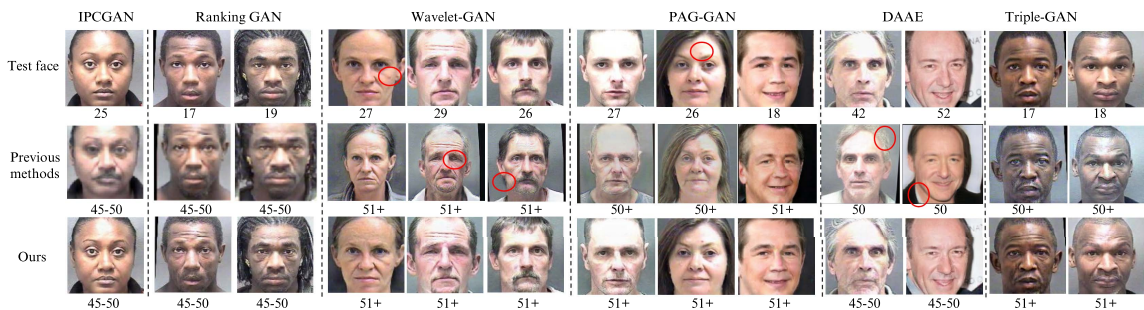 IPCGAN Ranking GAN Wavelet-GAN PAG-GAN DAAE Triple-GAN
Test face
25 17 19 27 29 26 27 26 18 42 52 17 18
Previous
methods
45-50 45-50 45-50 51+ 51+ 51+ 50+ 50+ 51+ 50 50 50+ 50+
Ours
45-50 45-50 45-50 51+ 51+ 51+ 51+ 51+ 51+ 45-50 45-50 51+ 51+